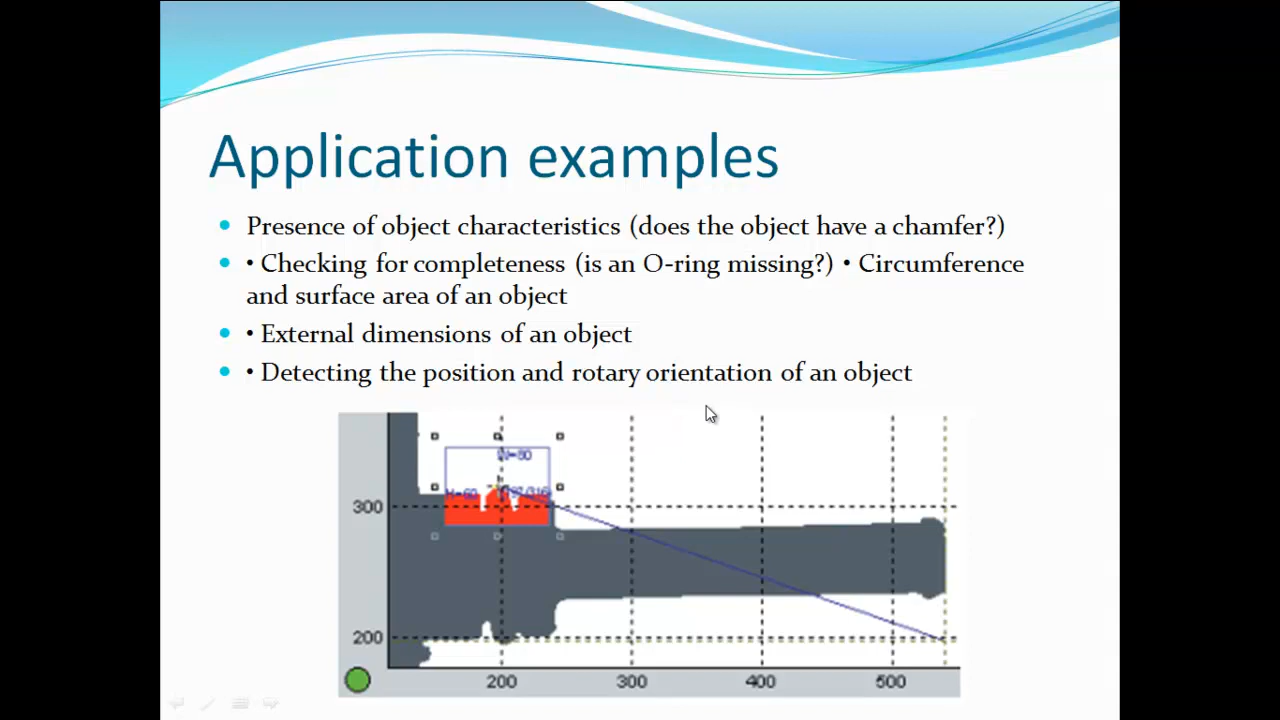 Application examples
Presence of object characteristics (does the object have a chamfer?)
• Checking for completeness (is an O-ring missing?) • Circumference
and surface area of an object
• External dimensions of an object
• Detecting the position and rotary orientation of an object
W=80
H=60
300
200
200 300 400 500